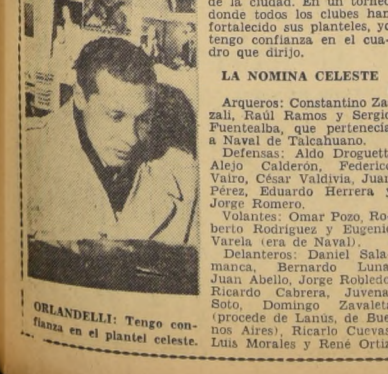 de la ciudad. En un torneo
donde todos los clubes han
fortalecido sus planteles, yo
tengo confianza en el cua-
dro que dirijo.
LA NOMINA CELESTE
Arqueros: Constantino Za-
zali, Raúl Ramos y Sergio
Fuentealba, que pertenecía
a Naval de Talcahuano.
Defensas: Aldo Droguett,
Alejo Calderón, Federico
Vairo, César Valdivia, Juan
Pérez, Eduardo Herrera y
Jorge Romero.
Volantes: Omar Pozo, Ro-
berto Rodríguez y Eugenio
Varela (era de Naval).
Delanteros: Daniel Sala-
manca, Bernardo Luna,
Juan Abello, Jorge Robledo,
Ricardo Cabrera, Juvenal
Soto, Domingo Zavaleta
(procede de Lanús, de Bue-
nos Aires), Ricarlo Cuevas,
Luis Morales y René Ortiz
ORLANDELLI: Tengo con-
fianza en el plantel celeste.